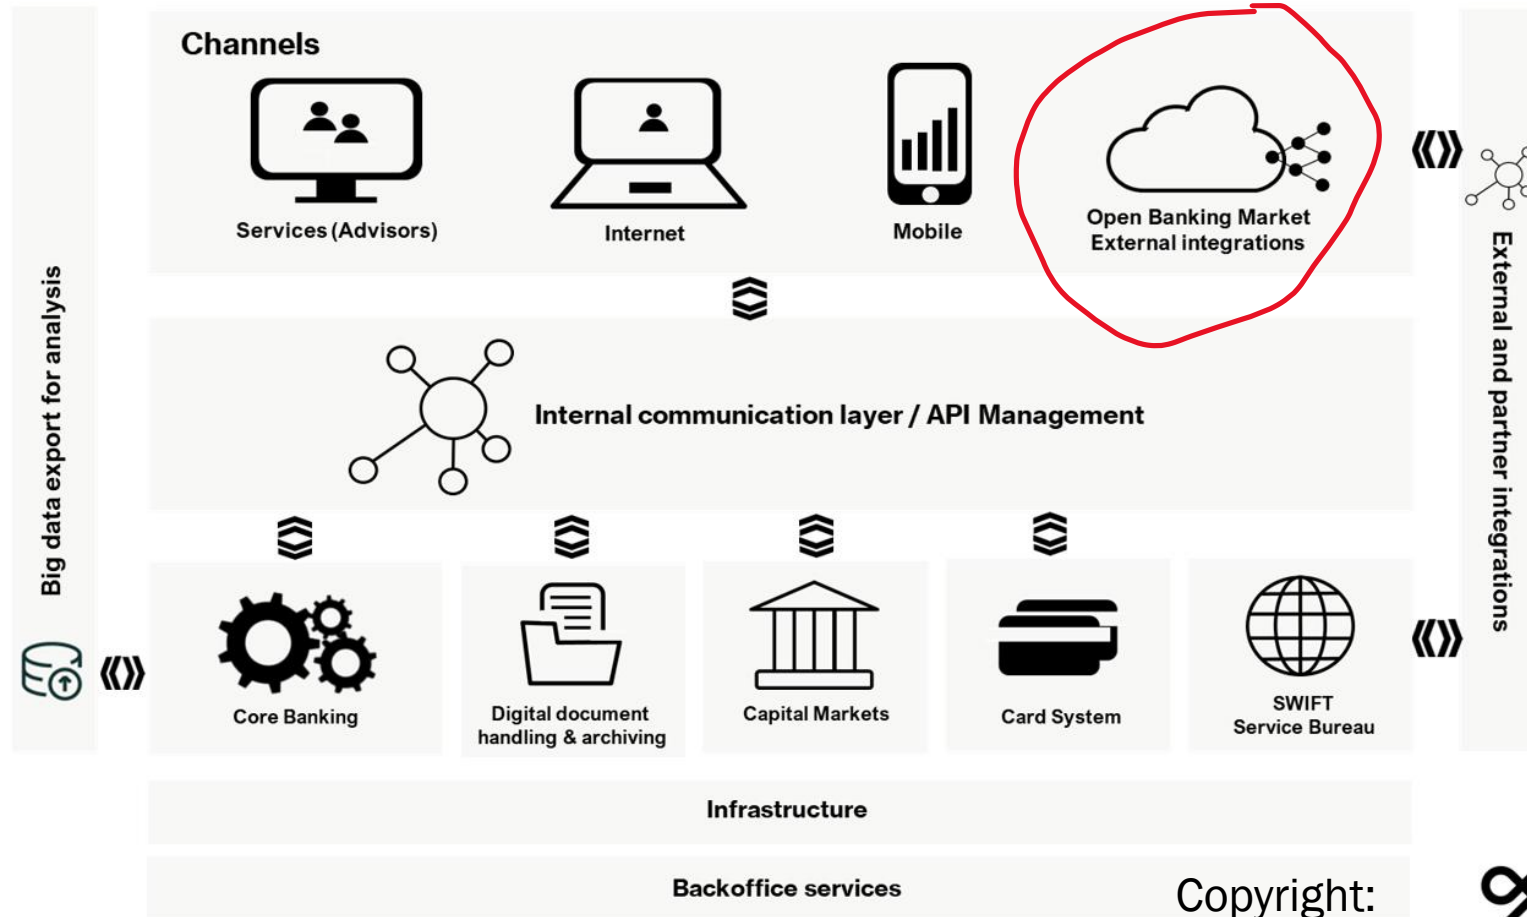 Channels
Services (Advisors)
Internet
Mobile
Open Banking Market
External integrations
Big data export for analysis
Internal communication layer / API Management
External and partner integrations
Core Banking
Digital document
handling & archiving
Capital Markets
Card System
SWIFT
Service Bureau
Infrastructure
Backoffice services
Copyright: